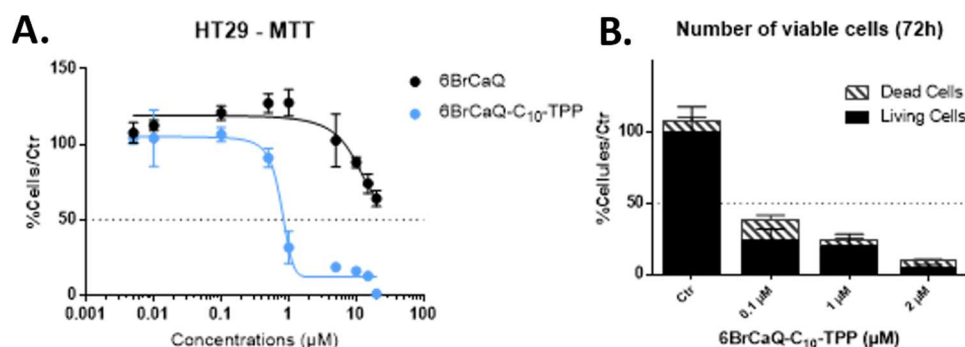 A.
HT29 - MTT
%Cells/Ctr
150
100
50
0
0.001 0.01 0.1 1 10 100
Concentrations (µM)
6BrCaQ
6BrCaQ-C₁₀-TPP
B.
Number of viable cells (72h)
%Cellules/Ctr
100
50
0
Dead Cells
Living Cells
Ctr
0.1 µM
1 µM
2 µM
6BrCaQ-C₁₀-TPP (µM)